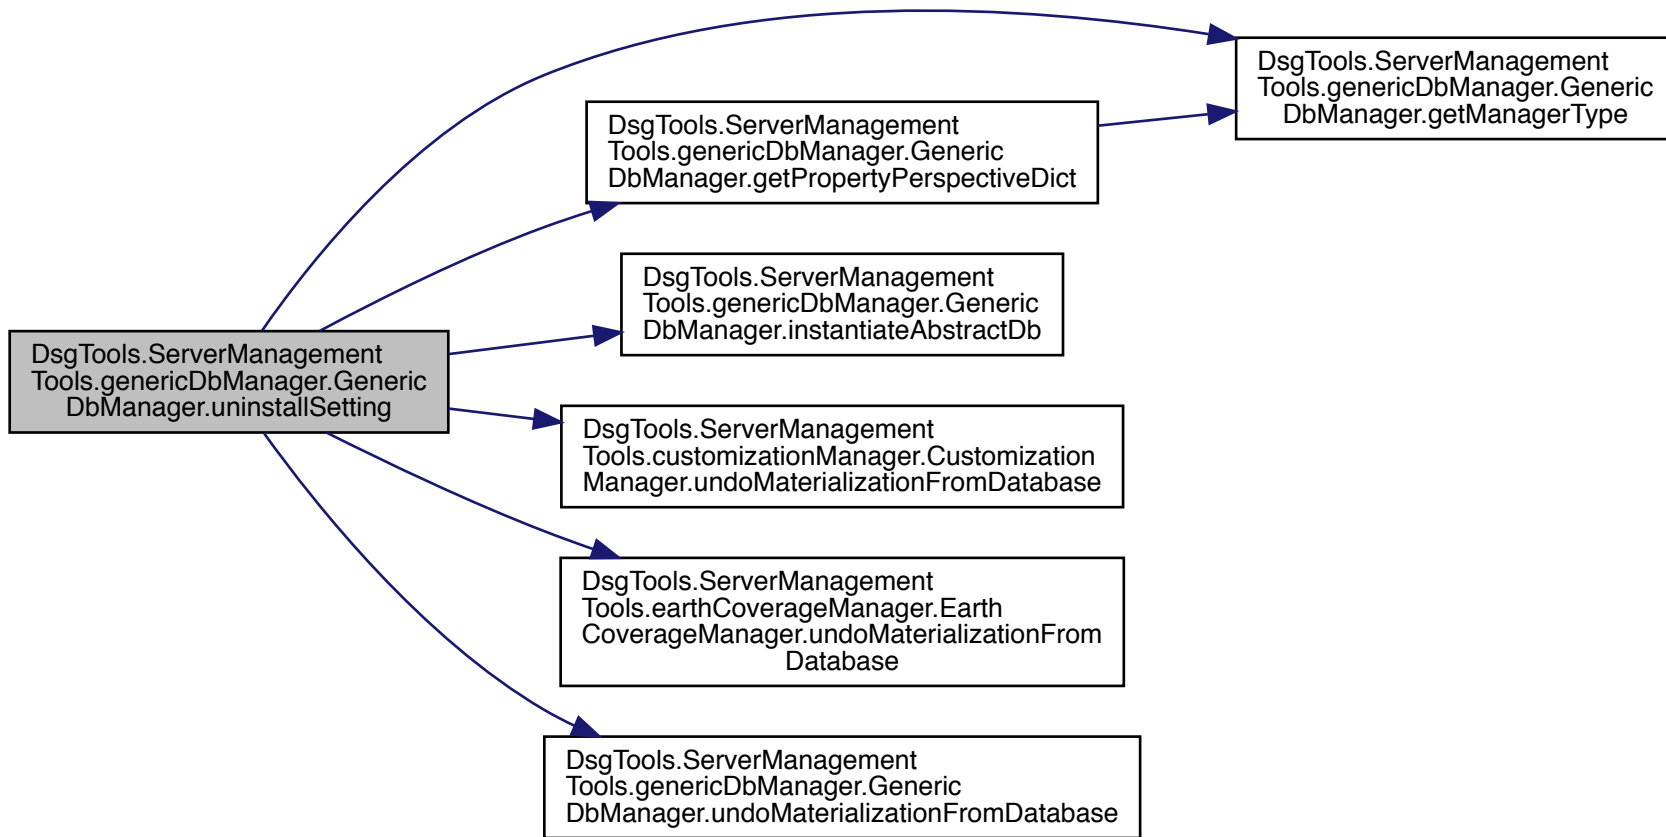 DsgTools.ServerManagement
Tools.genericDbManager.Generic
DbManager.getManagerType
DsgTools.ServerManagement
Tools.genericDbManager.Generic
DbManager.getPropertyPerspectiveDict
DsgTools.ServerManagement
Tools.genericDbManager.Generic
DbManager.instantiateAbstractDb
DsgTools.ServerManagement
Tools.genericDbManager.Generic
DbManager.uninstallSetting
DsgTools.ServerManagement
Tools.customizationManager.Customization
Manager.undoMaterializationFromDatabase
DsgTools.ServerManagement
Tools.earthCoverageManager.Earth
CoverageManager.undoMaterializationFrom
Database
DsgTools.ServerManagement
Tools.genericDbManager.Generic
DbManager.undoMaterializationFromDatabase